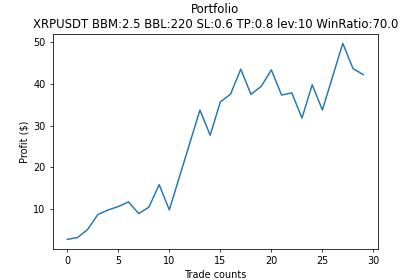 Portfolio
XRPUSDT BBM:2.5 BBL:220 SL:0.6 TP:0.8 lev:10 WinRatio:70.0
50
40
30
20
10
Profit ($)
0 5 10 15 20 25 30
Trade counts